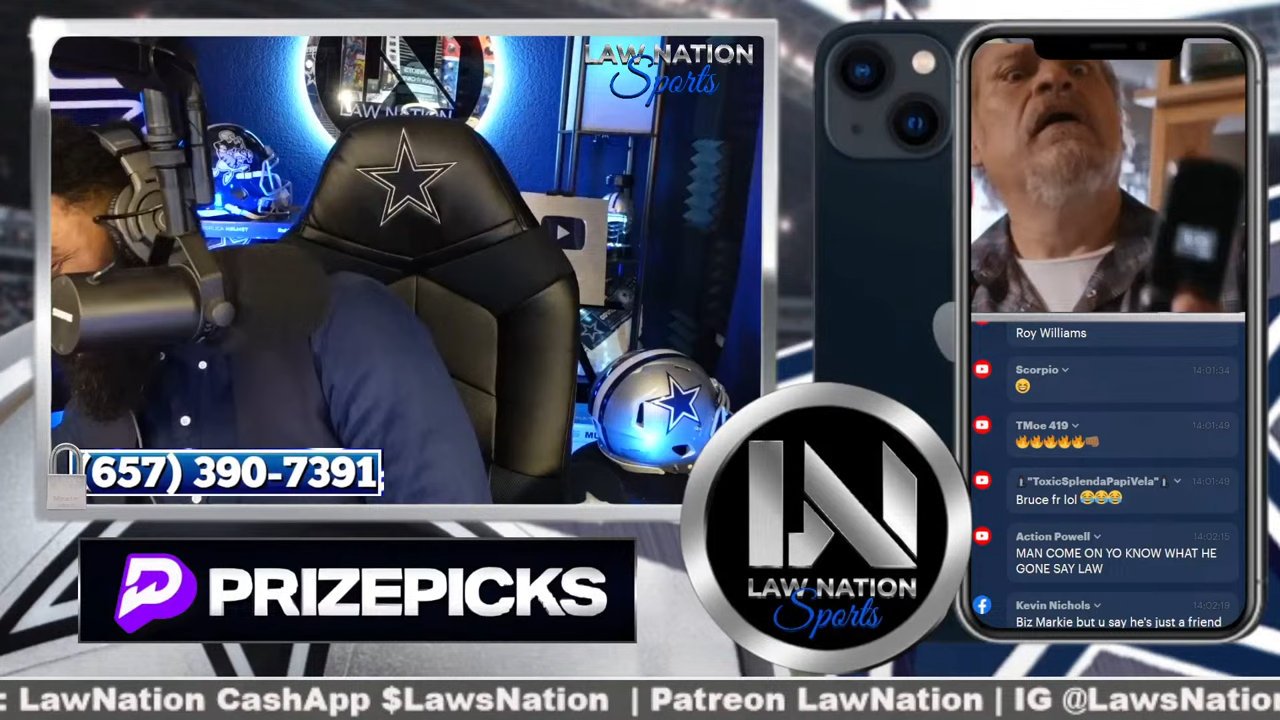 LAW NATION
LAW NATION
Sports
(657) 390-7391
PRIZEPICKS
LAW NATION
Sports
Roy Williams
Scorpio
14:01:34
😆
TMoe 419
14:01:49
🔥🔥🔥🔥🔥👊🏽
"ToxicSplendaPapiVela"
14:01:49
Bruce fr lol 😂😂😂
Action Powell
14:02:15
MAN COME ON YO KNOW WHAT HE
GONE SAY LAW
Kevin Nichols
14:02:19
Biz Markie but u say he's just a friend
: LawNation CashApp $LawsNation | Patreon LawNation | IG @LawsNation